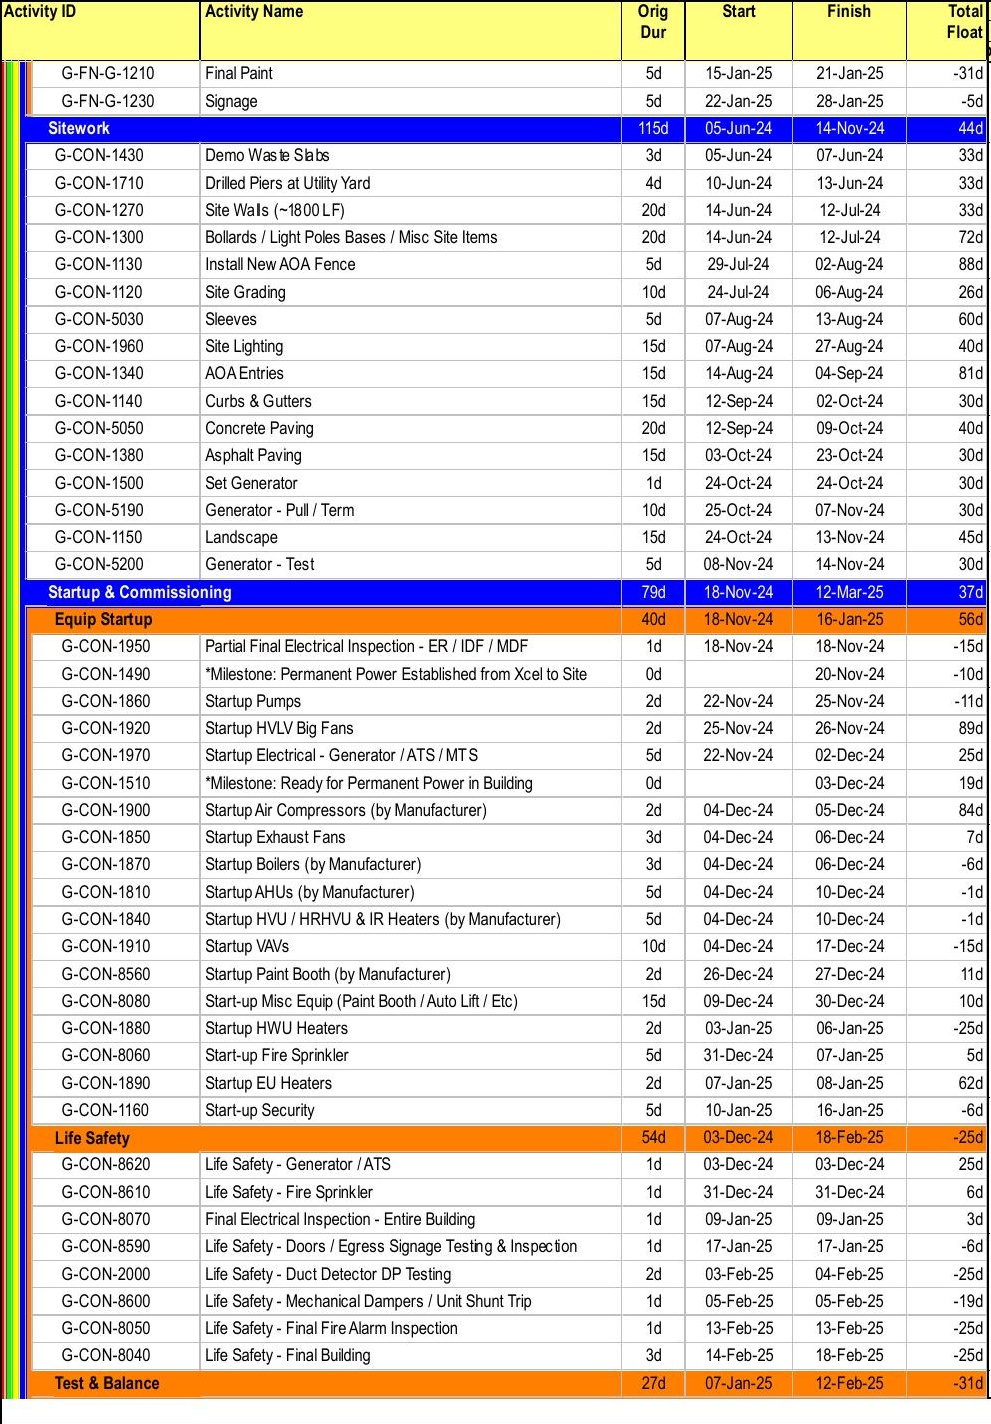 Activity ID Activity Name Orig Dur Start Finish Total Float
G-FN-G-1210 Final Paint 5d 15-Jan-25 21-Jan-25 -31d
G-FN-G-1230 Signage 5d 22-Jan-25 28-Jan-25 -5d
Sitework 115d 05-Jun-24 14-Nov-24 44d
G-CON-1430 Demo Waste Slabs 3d 05-Jun-24 07-Jun-24 33d
G-CON-1710 Drilled Piers at Utility Yard 4d 10-Jun-24 13-Jun-24 33d
G-CON-1270 Site Walls (~1800 LF) 20d 14-Jun-24 12-Jul-24 33d
G-CON-1300 Bollards / Light Poles Bases / Misc Site Items 20d 14-Jun-24 12-Jul-24 72d
G-CON-1130 Install New AOA Fence 5d 29-Jul-24 02-Aug-24 88d
G-CON-1120 Site Grading 10d 24-Jul-24 06-Aug-24 26d
G-CON-5030 Sleeves 5d 07-Aug-24 13-Aug-24 60d
G-CON-1960 Site Lighting 15d 07-Aug-24 27-Aug-24 40d
G-CON-1340 AOA Entries 15d 14-Aug-24 04-Sep-24 81d
G-CON-1140 Curbs & Gutters 15d 12-Sep-24 02-Oct-24 30d
G-CON-5050 Concrete Paving 20d 12-Sep-24 09-Oct-24 40d
G-CON-1380 Asphalt Paving 15d 03-Oct-24 23-Oct-24 30d
G-CON-1500 Set Generator 1d 24-Oct-24 24-Oct-24 30d
G-CON-5190 Generator - Pull / Term 10d 25-Oct-24 07-Nov-24 30d
G-CON-1150 Landscape 15d 24-Oct-24 13-Nov-24 45d
G-CON-5200 Generator - Test 5d 08-Nov-24 14-Nov-24 30d
Startup & Commissioning 79d 18-Nov-24 12-Mar-25 37d
Equip Startup 40d 18-Nov-24 16-Jan-25 56d
G-CON-1950 Partial Final Electrical Inspection - ER / IDF / MDF 1d 18-Nov-24 18-Nov-24 -15d
G-CON-1490 *Milestone: Permanent Power Established from Xcel to Site 0d 20-Nov-24 -10d
G-CON-1860 Startup Pumps 2d 22-Nov-24 25-Nov-24 -11d
G-CON-1920 Startup HVLV Big Fans 2d 25-Nov-24 26-Nov-24 89d
G-CON-1970 Startup Electrical - Generator / ATS / MTS 5d 22-Nov-24 02-Dec-24 25d
G-CON-1510 *Milestone: Ready for Permanent Power in Building 0d 03-Dec-24 19d
G-CON-1900 Startup Air Compressors (by Manufacturer) 2d 04-Dec-24 05-Dec-24 84d
G-CON-1850 Startup Exhaust Fans 3d 04-Dec-24 06-Dec-24 7d
G-CON-1870 Startup Boilers (by Manufacturer) 3d 04-Dec-24 06-Dec-24 -6d
G-CON-1810 Startup AHUs (by Manufacturer) 5d 04-Dec-24 10-Dec-24 -1d
G-CON-1840 Startup HVU / HRHVU & IR Heaters (by Manufacturer) 5d 04-Dec-24 10-Dec-24 -1d
G-CON-1910 Startup VAVs 10d 04-Dec-24 17-Dec-24 -15d
G-CON-8560 Startup Paint Booth (by Manufacturer) 2d 26-Dec-24 27-Dec-24 11d
G-CON-8080 Start-up Misc Equip (Paint Booth / Auto Lift / Etc) 15d 09-Dec-24 30-Dec-24 10d
G-CON-1880 Startup HWU Heaters 2d 03-Jan-25 06-Jan-25 -25d
G-CON-8060 Start-up Fire Sprinkler 5d 31-Dec-24 07-Jan-25 5d
G-CON-1890 Startup EU Heaters 2d 07-Jan-25 08-Jan-25 62d
G-CON-1160 Start-up Security 5d 10-Jan-25 16-Jan-25 -6d
Life Safety 54d 03-Dec-24 18-Feb-25 -25d
G-CON-8620 Life Safety - Generator / ATS 1d 03-Dec-24 03-Dec-24 25d
G-CON-8610 Life Safety - Fire Sprinkler 1d 31-Dec-24 31-Dec-24 6d
G-CON-8070 Final Electrical Inspection - Entire Building 1d 09-Jan-25 09-Jan-25 3d
G-CON-8590 Life Safety - Doors / Egress Signage Testing & Inspection 1d 17-Jan-25 17-Jan-25 -6d
G-CON-2000 Life Safety - Duct Detector DP Testing 2d 03-Feb-25 04-Feb-25 -25d
G-CON-8600 Life Safety - Mechanical Dampers / Unit Shunt Trip 1d 05-Feb-25 05-Feb-25 -19d
G-CON-8050 Life Safety - Final Fire Alarm Inspection 1d 13-Feb-25 13-Feb-25 -25d
G-CON-8040 Life Safety - Final Building 3d 14-Feb-25 18-Feb-25 -25d
Test & Balance 27d 07-Jan-25 12-Feb-25 -31d